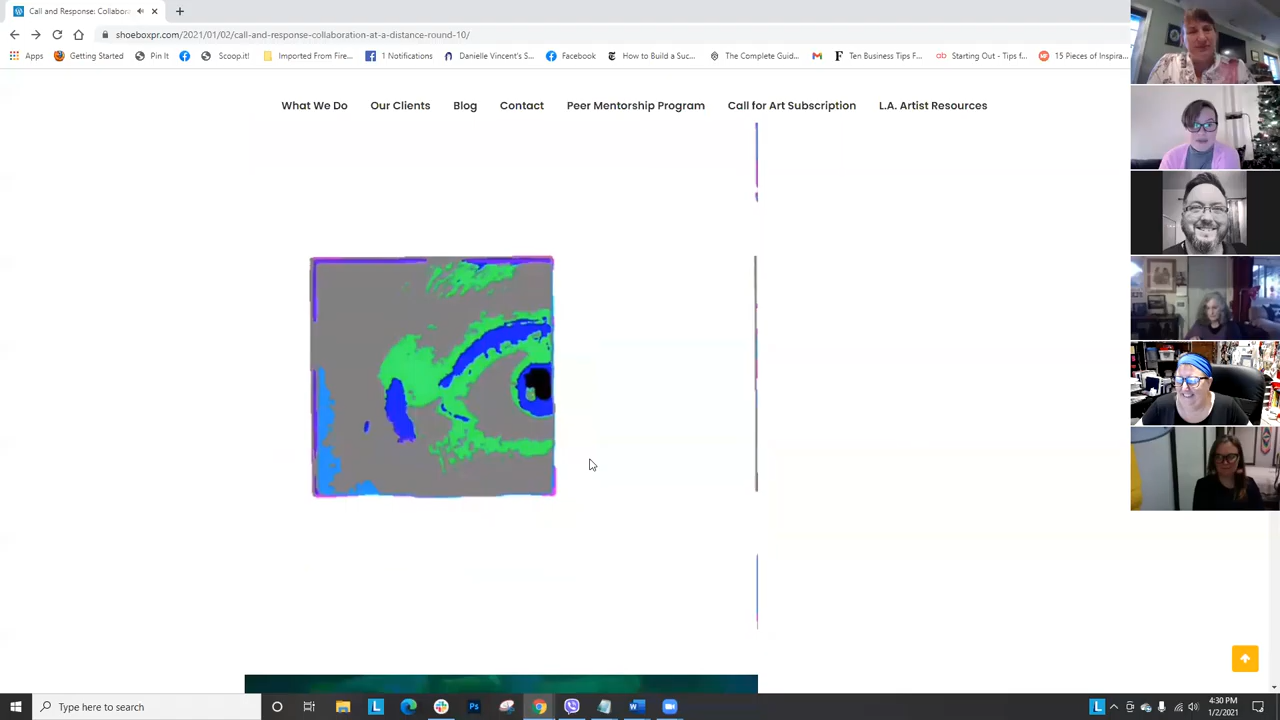 Call and Response: Collabor
shoeboxpr.com/2021/01/02/call-and-response-collaboration-at-a-distance-round-10/
Apps Getting Started Pin It Scoop.it! Imported From Fire... 1 Notifications Danielle Vincent's S... Facebook How to Build a Suc... The Complete Guid... Ten Business Tips F... ab Starting Out - Tips f... 15 Pieces of Inspira...
What We Do Our Clients Blog Contact Peer Mentorship Program Call for Art Subscription L.A. Artist Resources
Type here to search
4:30 PM
1/2/2021